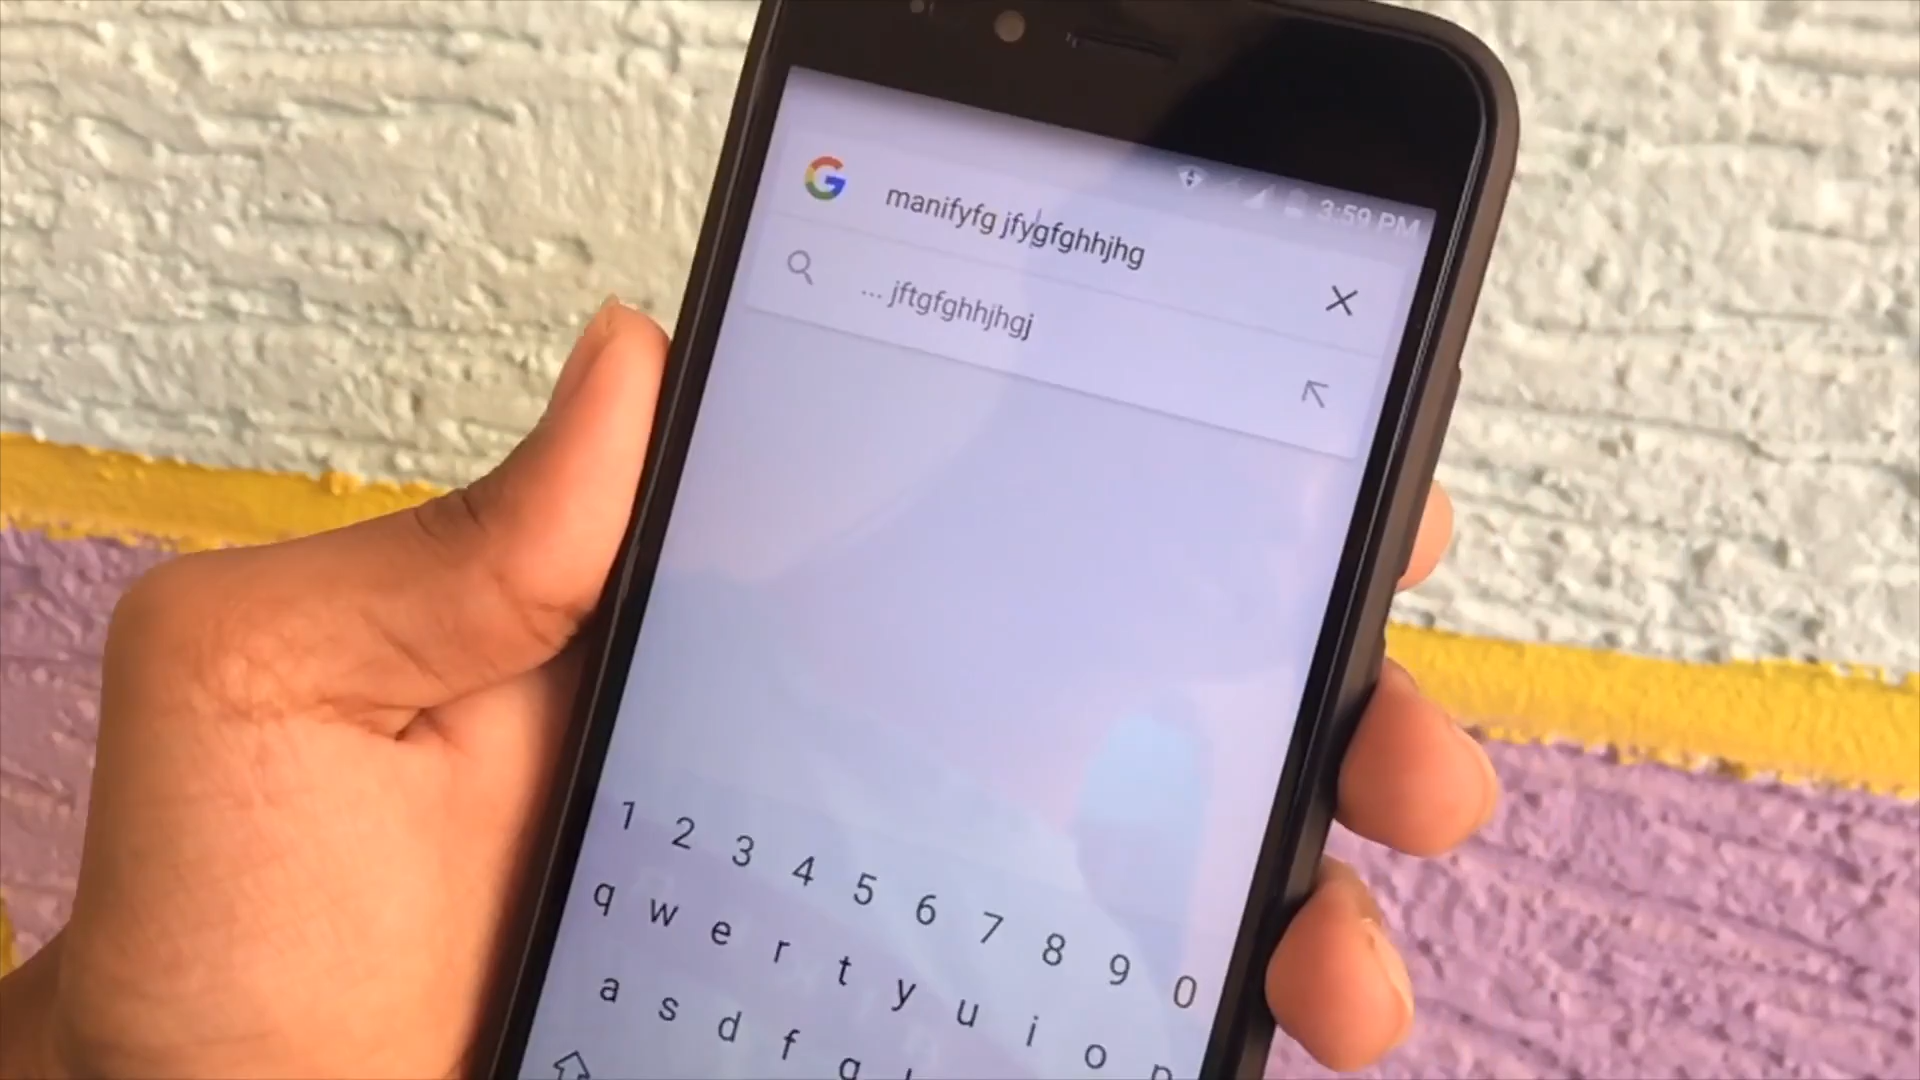 3:59 PM
manifyfg jfygfghhjhg
... jftgfghhjhgj
1 2 3 4 5 6 7 8 9 0
q w e r t y u i o p
a s d f g